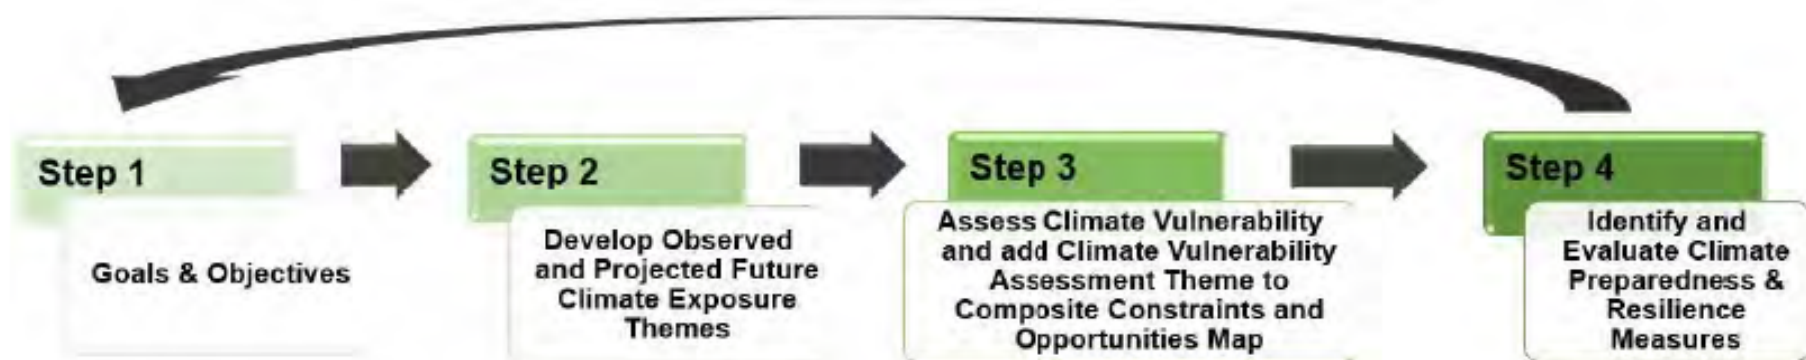 Step 1
Goals & Objectives
Step 2
Develop Observed
and Projected Future
Climate Exposure
Themes
Step 3
Assess Climate Vulnerability
and add Climate Vulnerability
Assessment Theme to
Composite Constraints and
Opportunities Map
Step 4
Identify and
Evaluate Climate
Preparedness &
Resilience
Measures